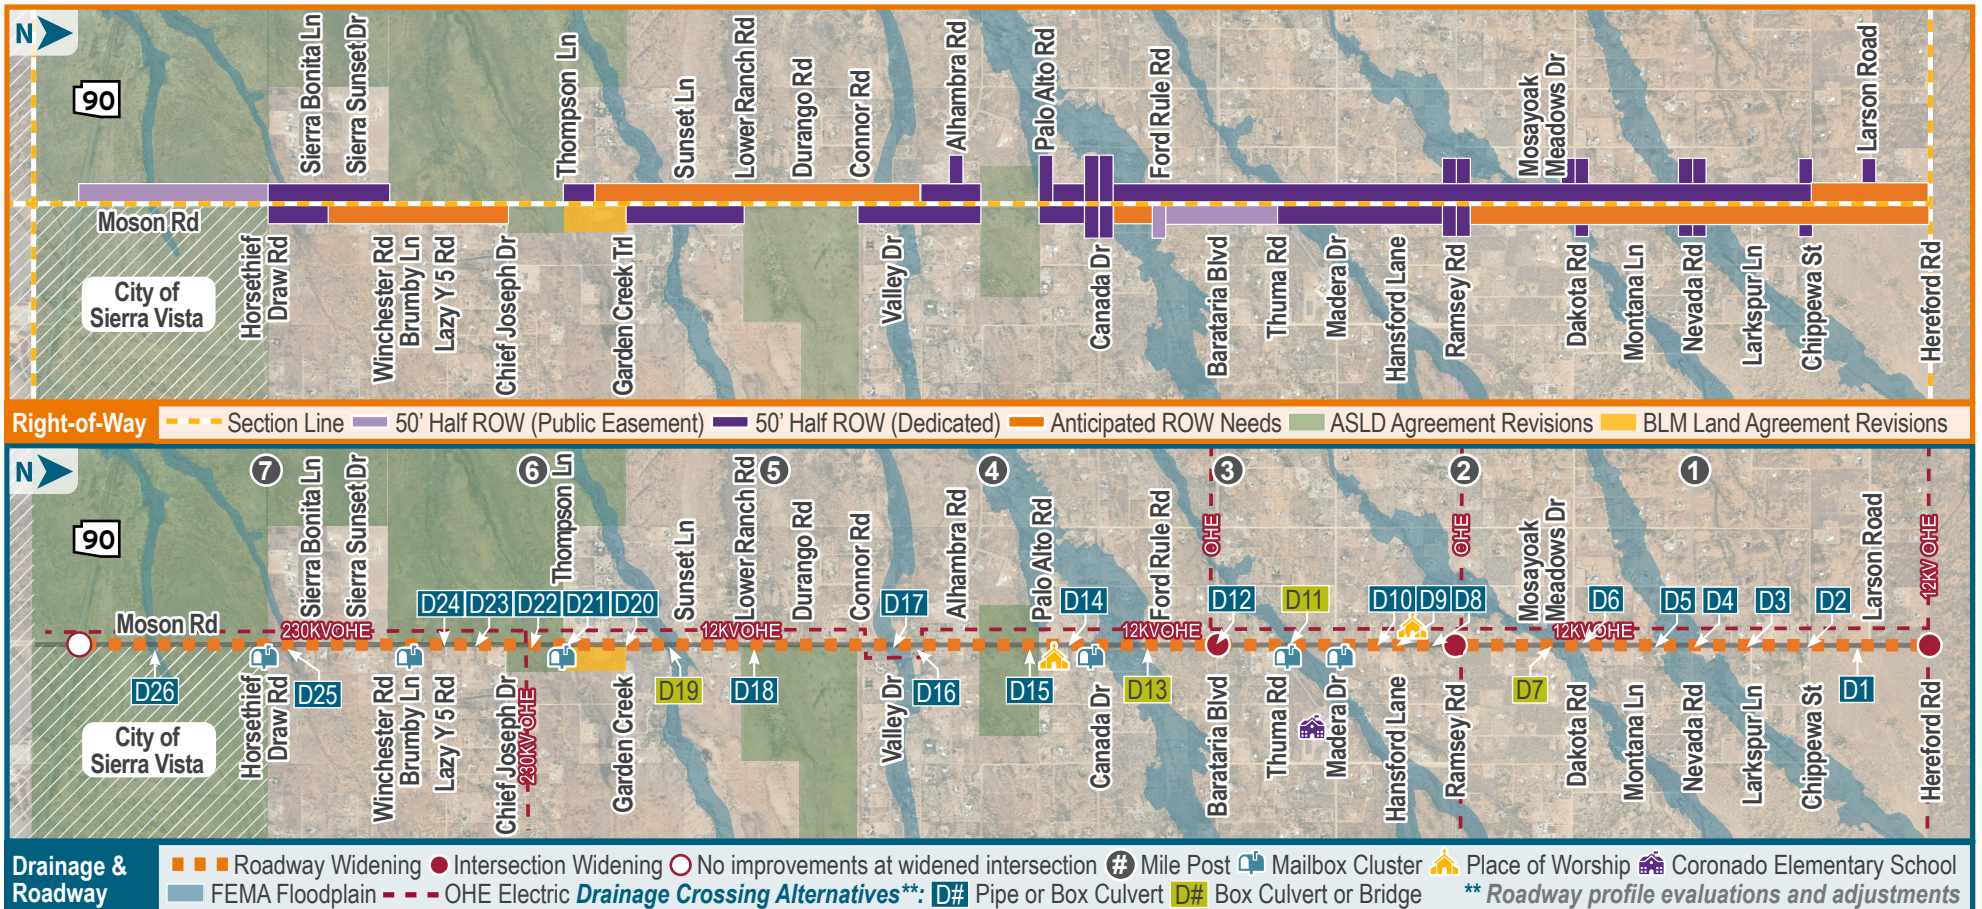 N
90
Sierra Bonita Ln
Sierra Sunset Dr
Thompson Ln
Sunset Ln
Lower Ranch Rd
Durango Rd
Connor Rd
Alhambra Rd
Palo Alto Rd
Ford Rule Rd
Mosayoak
Meadows Dr
Larson Road
Moson Rd
City of
Sierra Vista
Horsethief
Draw Rd
Winchester Rd
Brumby Ln
Lazy Y 5 Rd
Chief Joseph Dr
Garden Creek Trl
Valley Dr
Canada Dr
Barataria Blvd
Thuma Rd
Madera Dr
Hansford Lane
Ramsey Rd
Dakota Rd
Montana Ln
Nevada Rd
Larkspur Ln
Chippewa St
Hereford Rd
Right-of-Way Section Line 50' Half ROW (Public Easement) 50' Half ROW (Dedicated) Anticipated ROW Needs ASLD Agreement Revisions BLM Land Agreement Revisions
N
7 6 5 4 3 2 1
90
Sierra Bonita Ln
Sierra Sunset Dr
Thompson Ln
Sunset Ln
Lower Ranch Rd
Durango Rd
Connor Rd
Alhambra Rd
Palo Alto Rd
Ford Rule Rd
OHE
OHE
Mosayoak
Meadows Dr
Larson Road
12KV OHE
D24 D23 D22 D21 D20 D17 D14 D12 D11 D10 D9 D8 D6 D5 D4 D3 D2
Moson Rd
230KVOHE
12KVOHE
12KVOHE
12KVOHE
D26 D25 D19 D18 D16 D15 D13 D7 D1
City of
Sierra Vista
Horsethief
Draw Rd
Winchester Rd
Brumby Ln
Lazy Y 5 Rd
Chief Joseph Dr
230KV OHE
Garden Creek
Valley Dr
Canada Dr
Barataria Blvd
Thuma Rd
Madera Dr
Hansford Lane
Ramsey Rd
Dakota Rd
Montana Ln
Nevada Rd
Larkspur Ln
Chippewa St
Hereford Rd
Drainage &
Roadway
Roadway Widening Intersection Widening No improvements at widened intersection # Mile Post Mailbox Cluster Place of Worship Coronado Elementary School
FEMA Floodplain OHE Electric Drainage Crossing Alternatives**: D# Pipe or Box Culvert D# Box Culvert or Bridge ** Roadway profile evaluations and adjustments